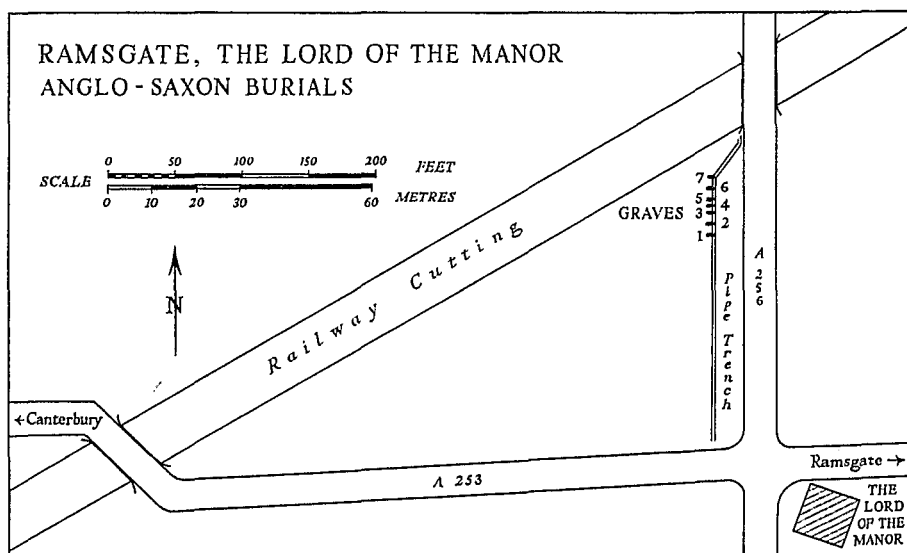 RAMSGATE, THE LORD OF THE MANOR
ANGLO-SAXON BURIALS
0 50 100 150 200 FEET
SCALE
0 10 20 30 60 METRES
N
Railway Cutting
GRAVES
7
6
5
4
3
2
1
A 256
Pipe Trench
←Canterbury
A 253
Ramsgate →
THE
LORD
OF THE
MANOR